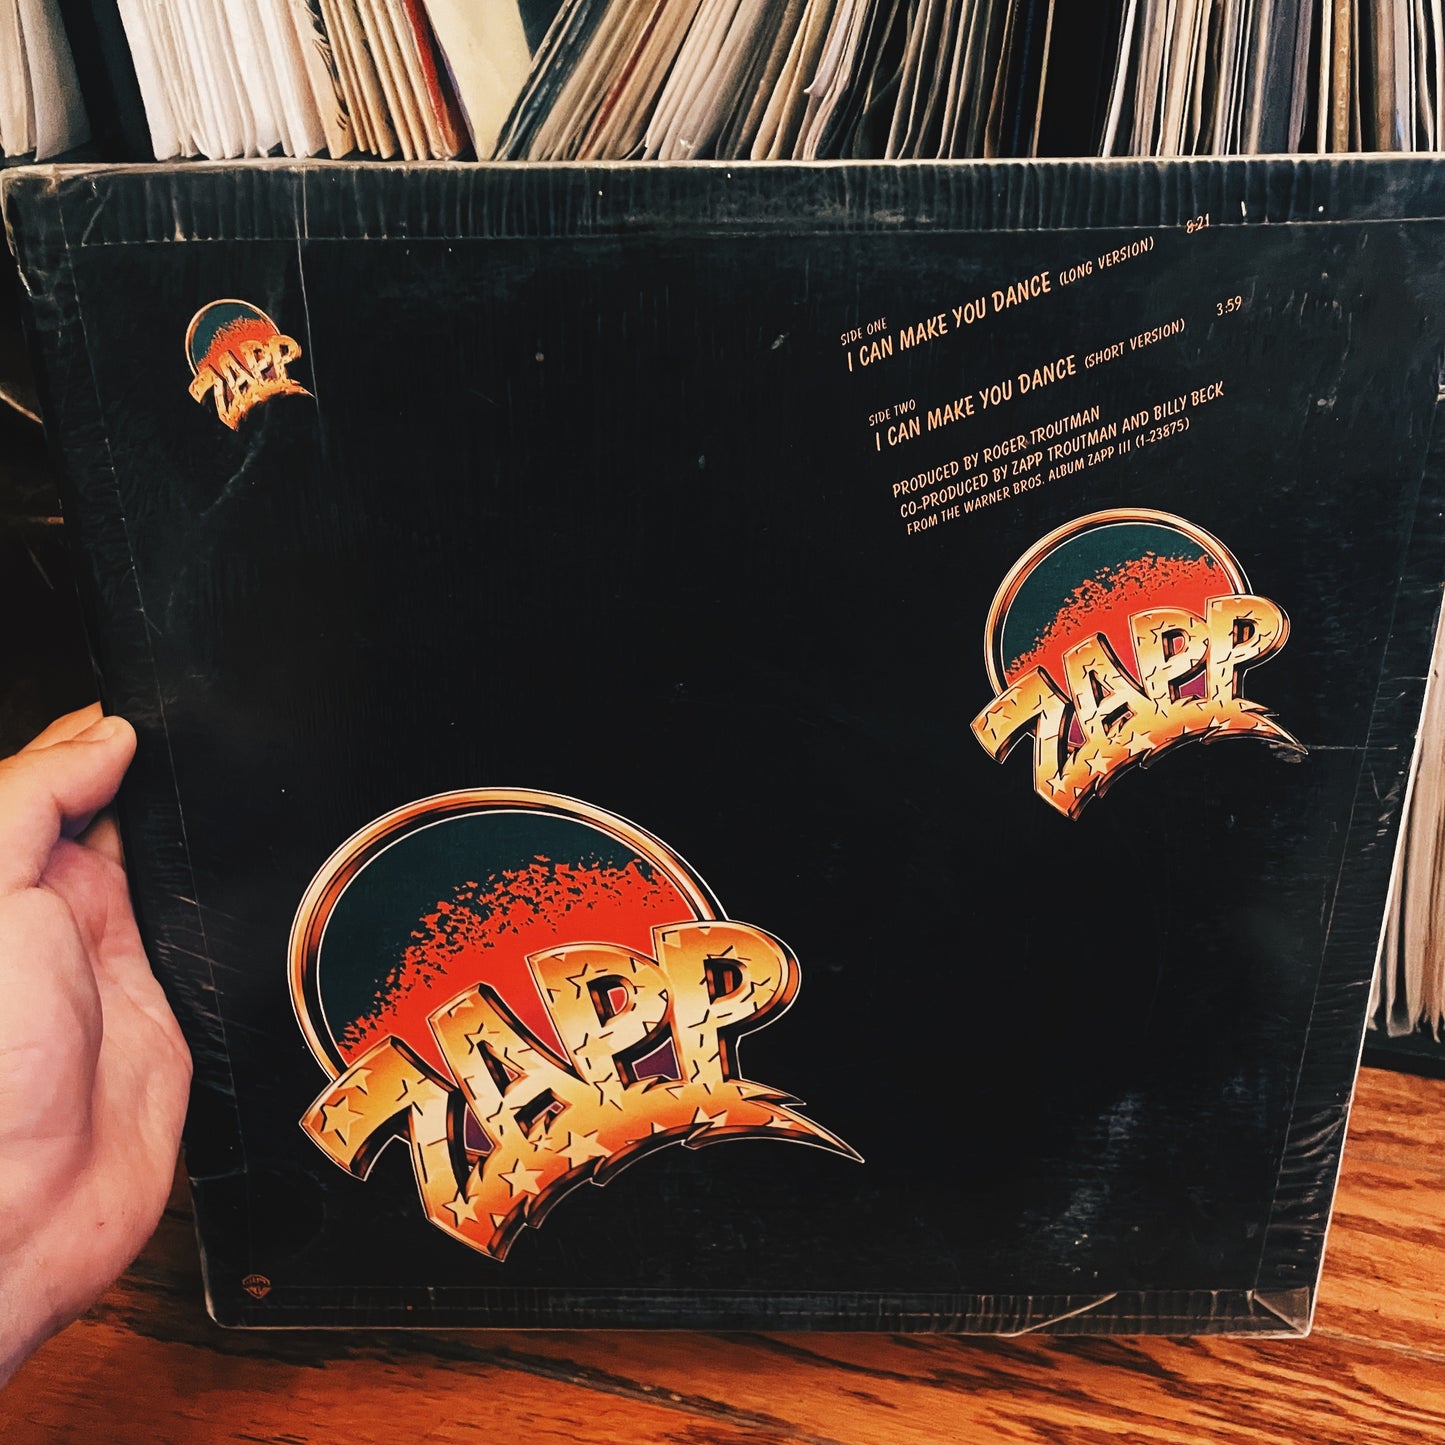 ZAPP
SIDE ONE
I CAN MAKE YOU DANCE (LONG VERSION) 8:21
SIDE TWO
I CAN MAKE YOU DANCE (SHORT VERSION) 3:59
PRODUCED BY ROGER TROUTMAN
CO-PRODUCED BY ZAPP TROUTMAN AND BILLY BECK
FROM THE WARNER BROS. ALBUM ZAPP III (1-23875)
ZAPP
ZAPP